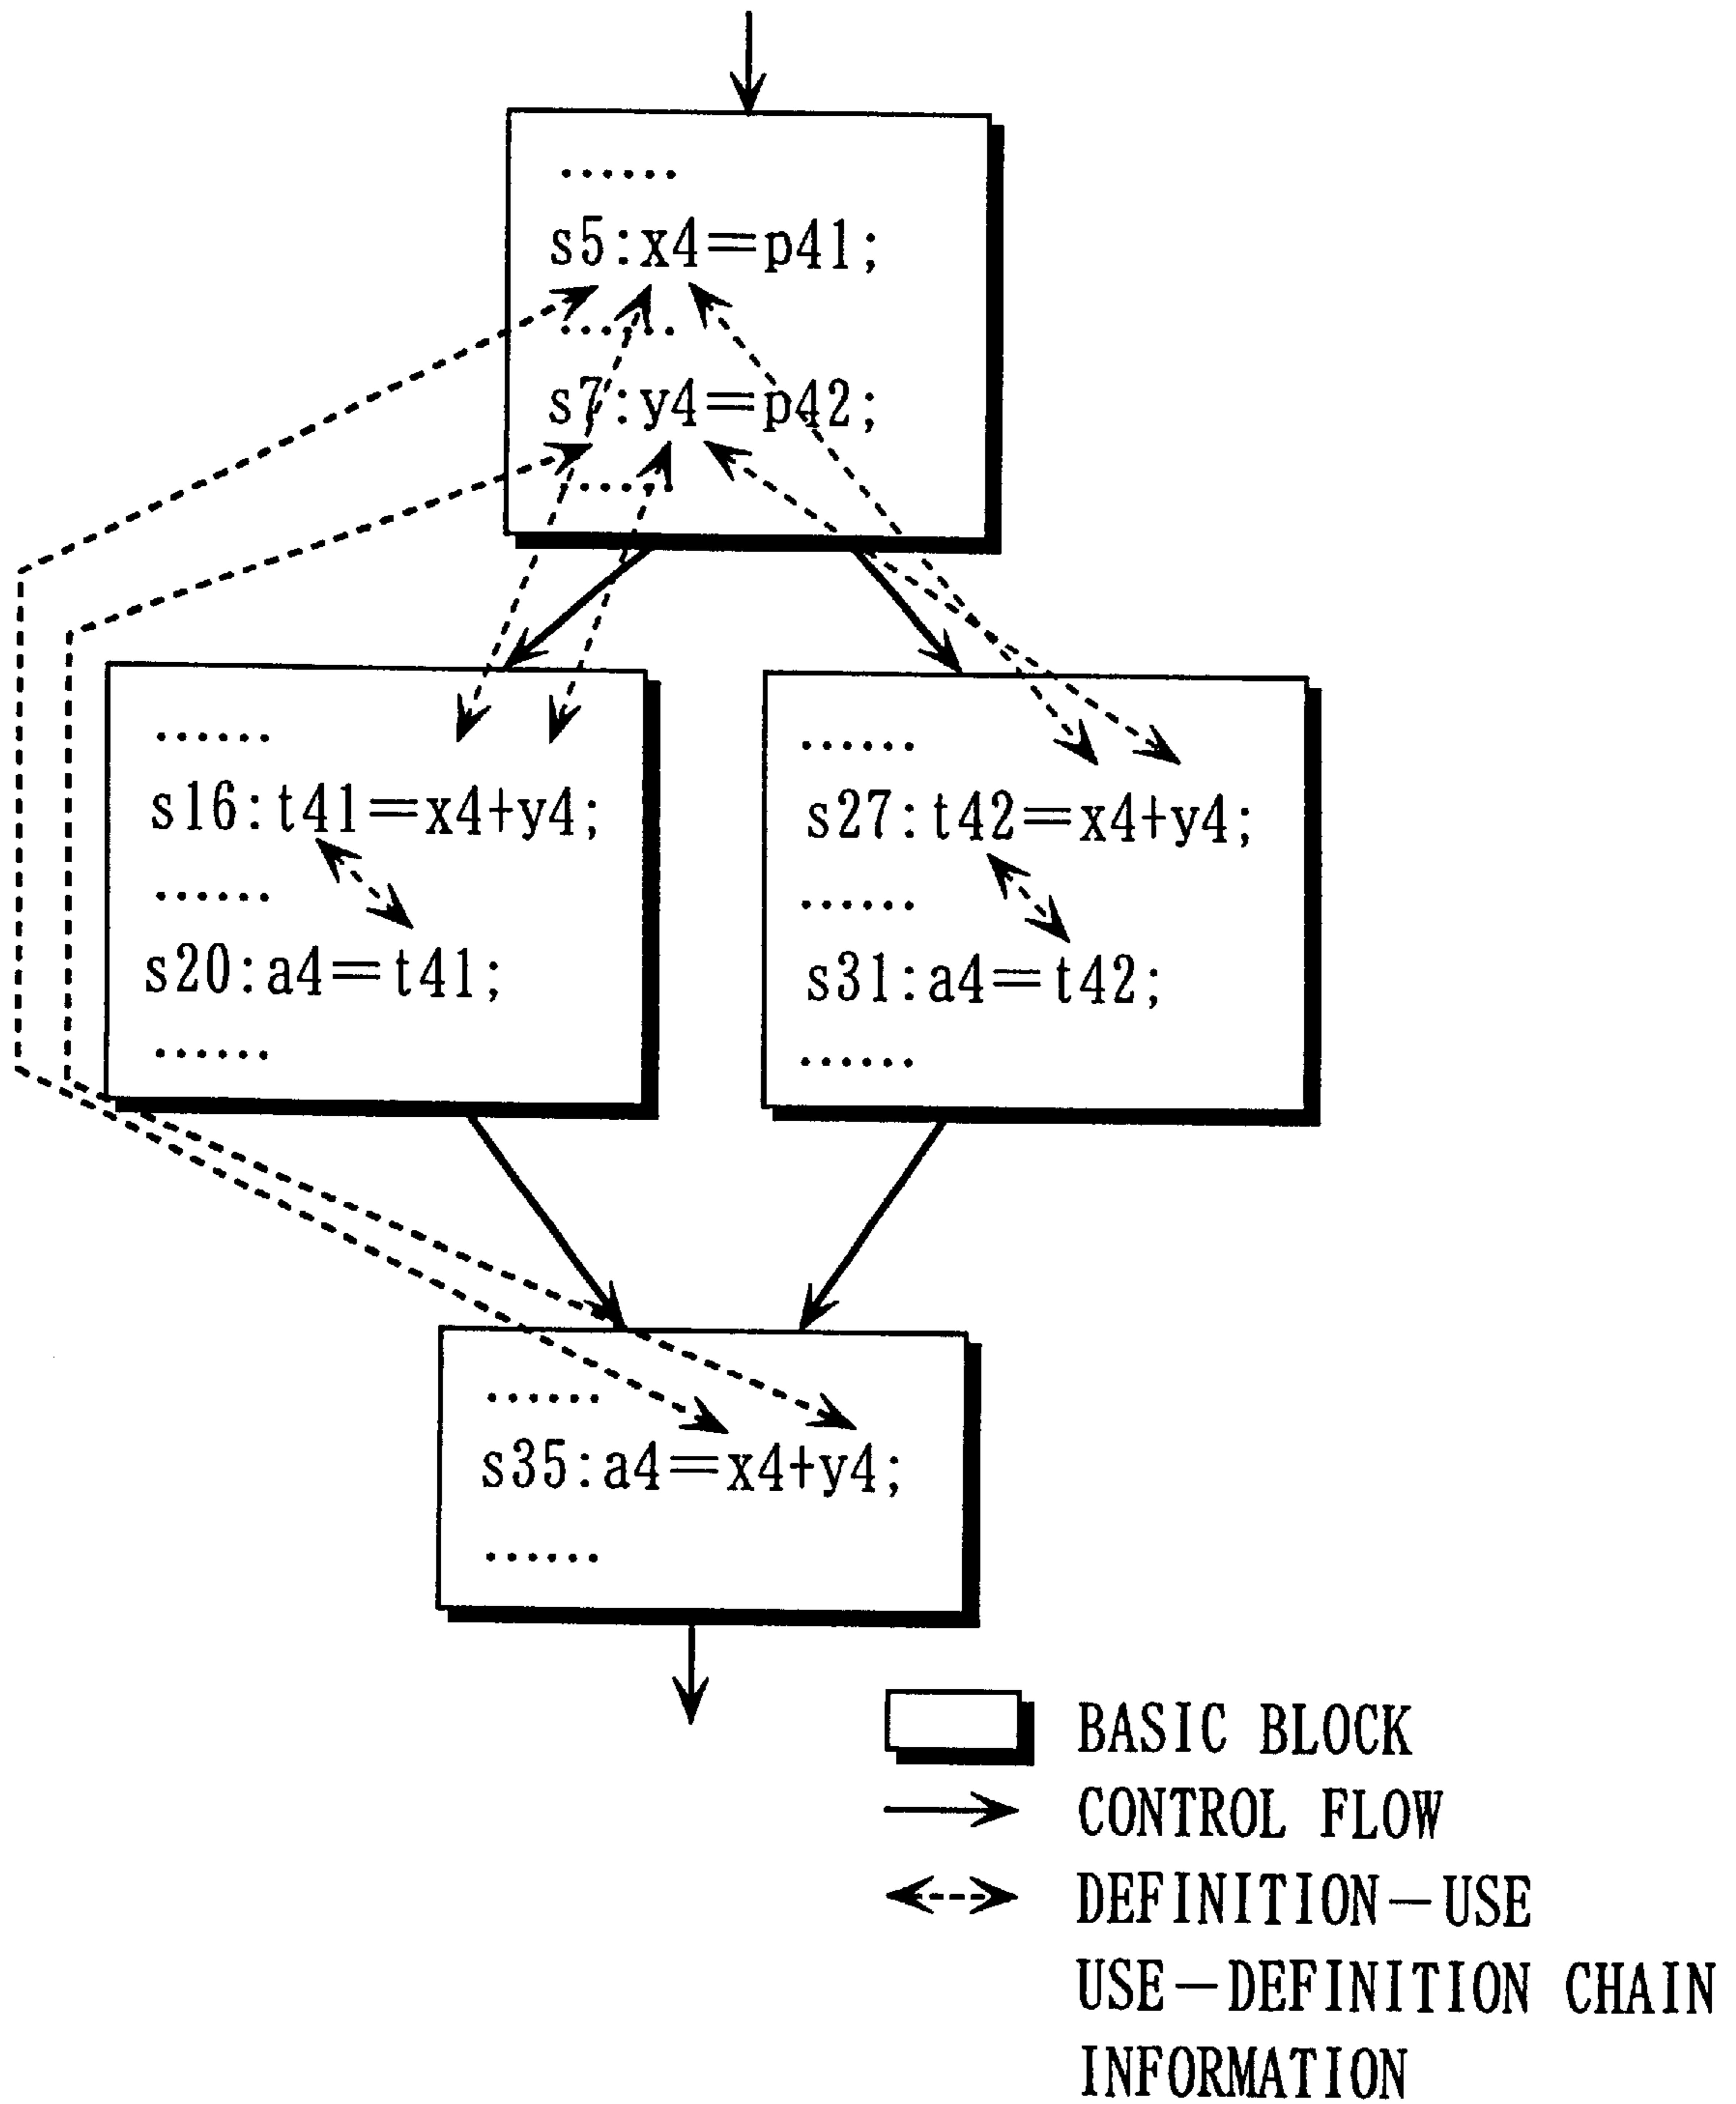 ......
s5:x4=p41;
......
s7:y4=p42;
......
......
s16:t41=x4+y4;
......
s20:a4=t41;
......
......
s27:t42=x4+y4;
......
s31:a4=t42;
......
......
s35:a4=x4+y4;
......
BASIC BLOCK
CONTROL FLOW
DEFINITION—USE
USE—DEFINITION CHAIN
INFORMATION